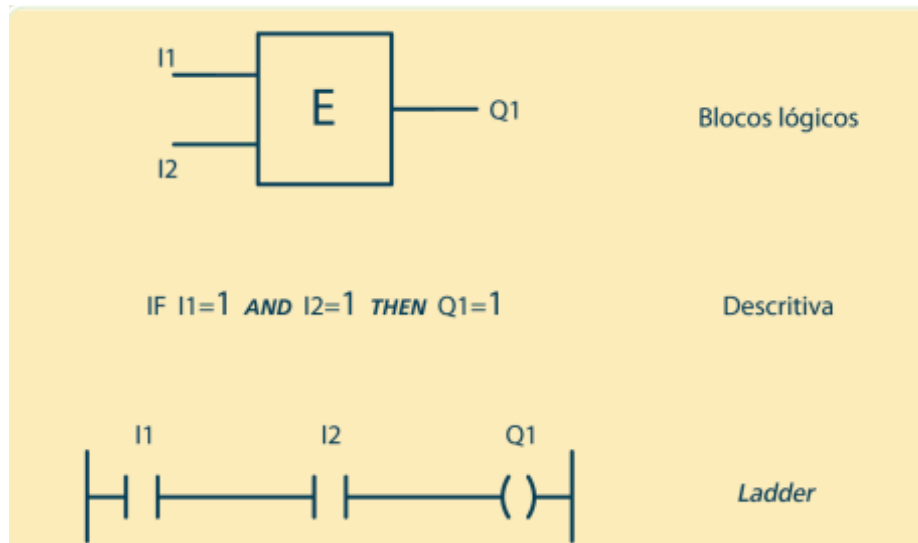 I1
E
Q1
Blocos lógicos
I2
IF I1=1 AND I2=1 THEN Q1=1
Descritiva
I1 I2 Q1
Ladder